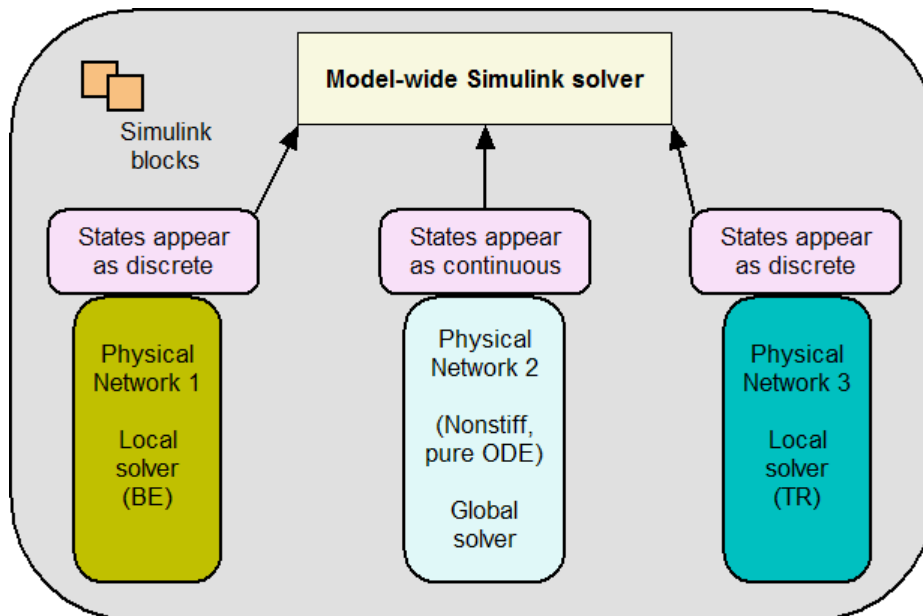 Model-wide Simulink solver
Simulink
blocks
States appear
as discrete
States appear
as continuous
States appear
as discrete
Physical
Network 1
Local
solver
(BE)
Physical
Network 2
(Nonstiff,
pure ODE)
Global
solver
Physical
Network 3
Local
solver
(TR)